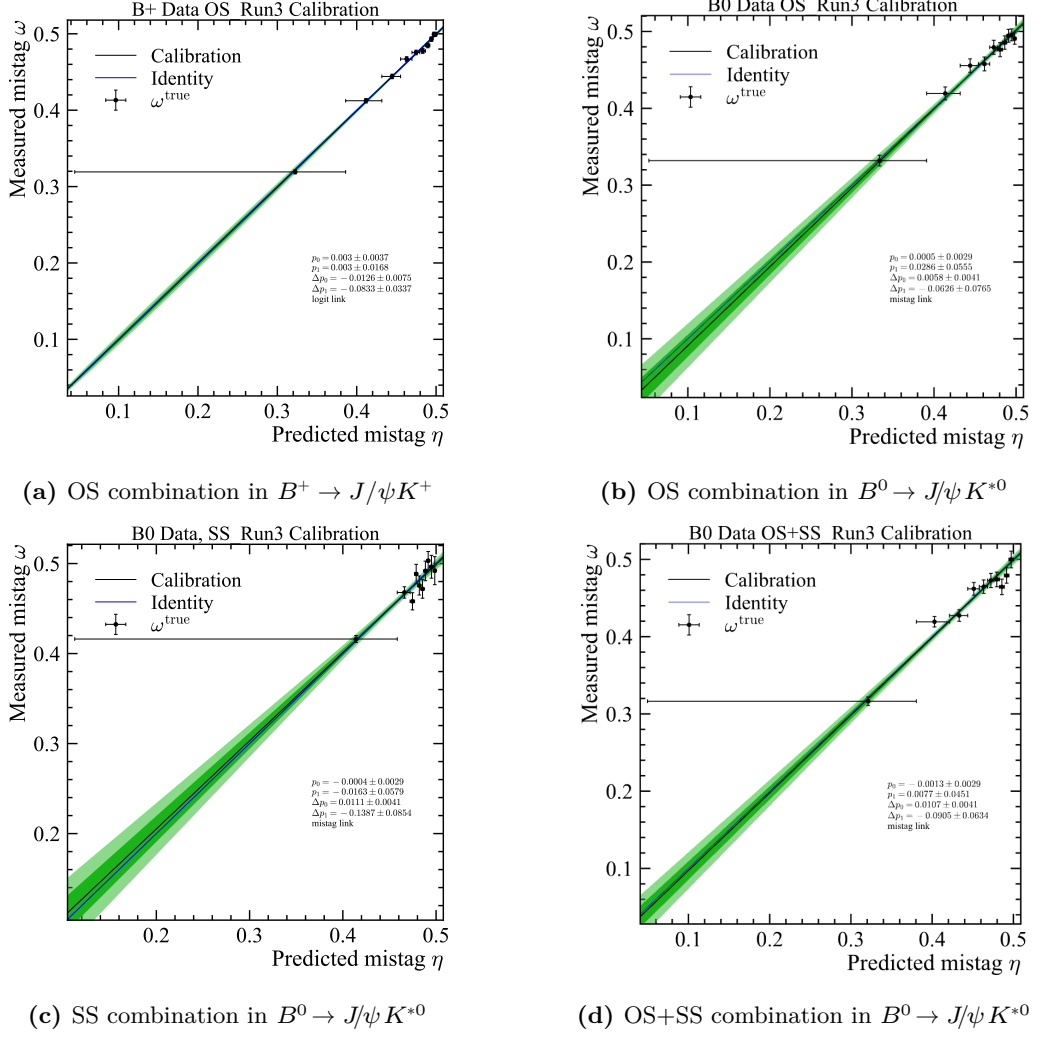 B+ Data OS Run3 Calibration
Measured mistag ω
Calibration
Identity
ω^true
0.5
0.4
0.3
0.2
0.1
p₀ = 0.003 ± 0.0037
p₁ = 0.003 ± 0.0168
Δp₀ = −0.0126 ± 0.0075
Δp₁ = −0.0833 ± 0.0337
logit link
0.1 0.2 0.3 0.4 0.5
Predicted mistag η
(a) OS combination in B⁺ → J/ψK⁺
B0 Data OS Run3 Calibration
Measured mistag ω
Calibration
Identity
ω^true
0.5
0.4
0.3
0.2
0.1
p₀ = 0.0005 ± 0.0029
p₁ = 0.0286 ± 0.0555
Δp₀ = 0.0058 ± 0.0041
Δp₁ = −0.0626 ± 0.0765
mistag link
0.1 0.2 0.3 0.4 0.5
Predicted mistag η
(b) OS combination in B⁰ → J/ψ K*⁰
B0 Data, SS Run3 Calibration
Measured mistag ω
Calibration
Identity
ω^true
0.5
0.4
0.3
0.2
p₀ = −0.0004 ± 0.0029
p₁ = −0.0163 ± 0.0579
Δp₀ = 0.0111 ± 0.0041
Δp₁ = −0.1387 ± 0.0854
mistag link
0.2 0.3 0.4 0.5
Predicted mistag η
(c) SS combination in B⁰ → J/ψ K*⁰
B0 Data OS+SS Run3 Calibration
Measured mistag ω
Calibration
Identity
ω^true
0.5
0.4
0.3
0.2
0.1
p₀ = −0.0013 ± 0.0029
p₁ = 0.0077 ± 0.0451
Δp₀ = 0.0107 ± 0.0041
Δp₁ = −0.0905 ± 0.0634
mistag link
0.1 0.2 0.3 0.4 0.5
Predicted mistag η
(d) OS+SS combination in B⁰ → J/ψ K*⁰